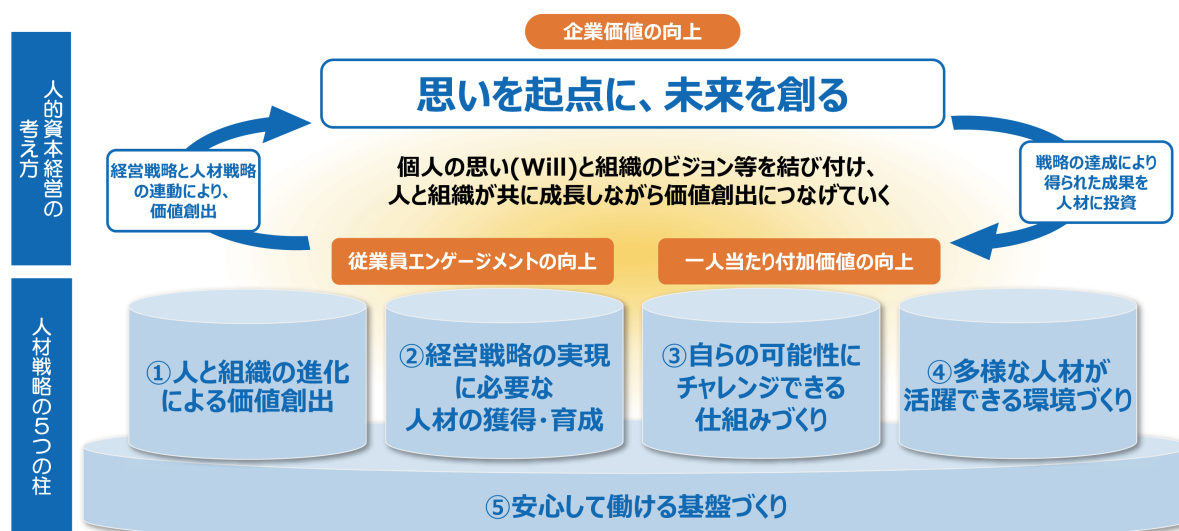 企業価値の向上
人的資本経営の
考え方
思いを起点に、未来を創る
経営戦略と人材戦略
の連動により、
価値創出
個人の思い(Will)と組織のビジョン等を結び付け、
人と組織が共に成長しながら価値創出につなげていく
戦略の達成により
得られた成果を
人材に投資
従業員エンゲージメントの向上
一人当たり付加価値の向上
人材戦略の5つの柱
①人と組織の進化
による価値創出
②経営戦略の実現
に必要な
人材の獲得・育成
③自らの可能性に
チャレンジできる
仕組みづくり
④多様な人材が
活躍できる環境づくり
⑤安心して働ける基盤づくり